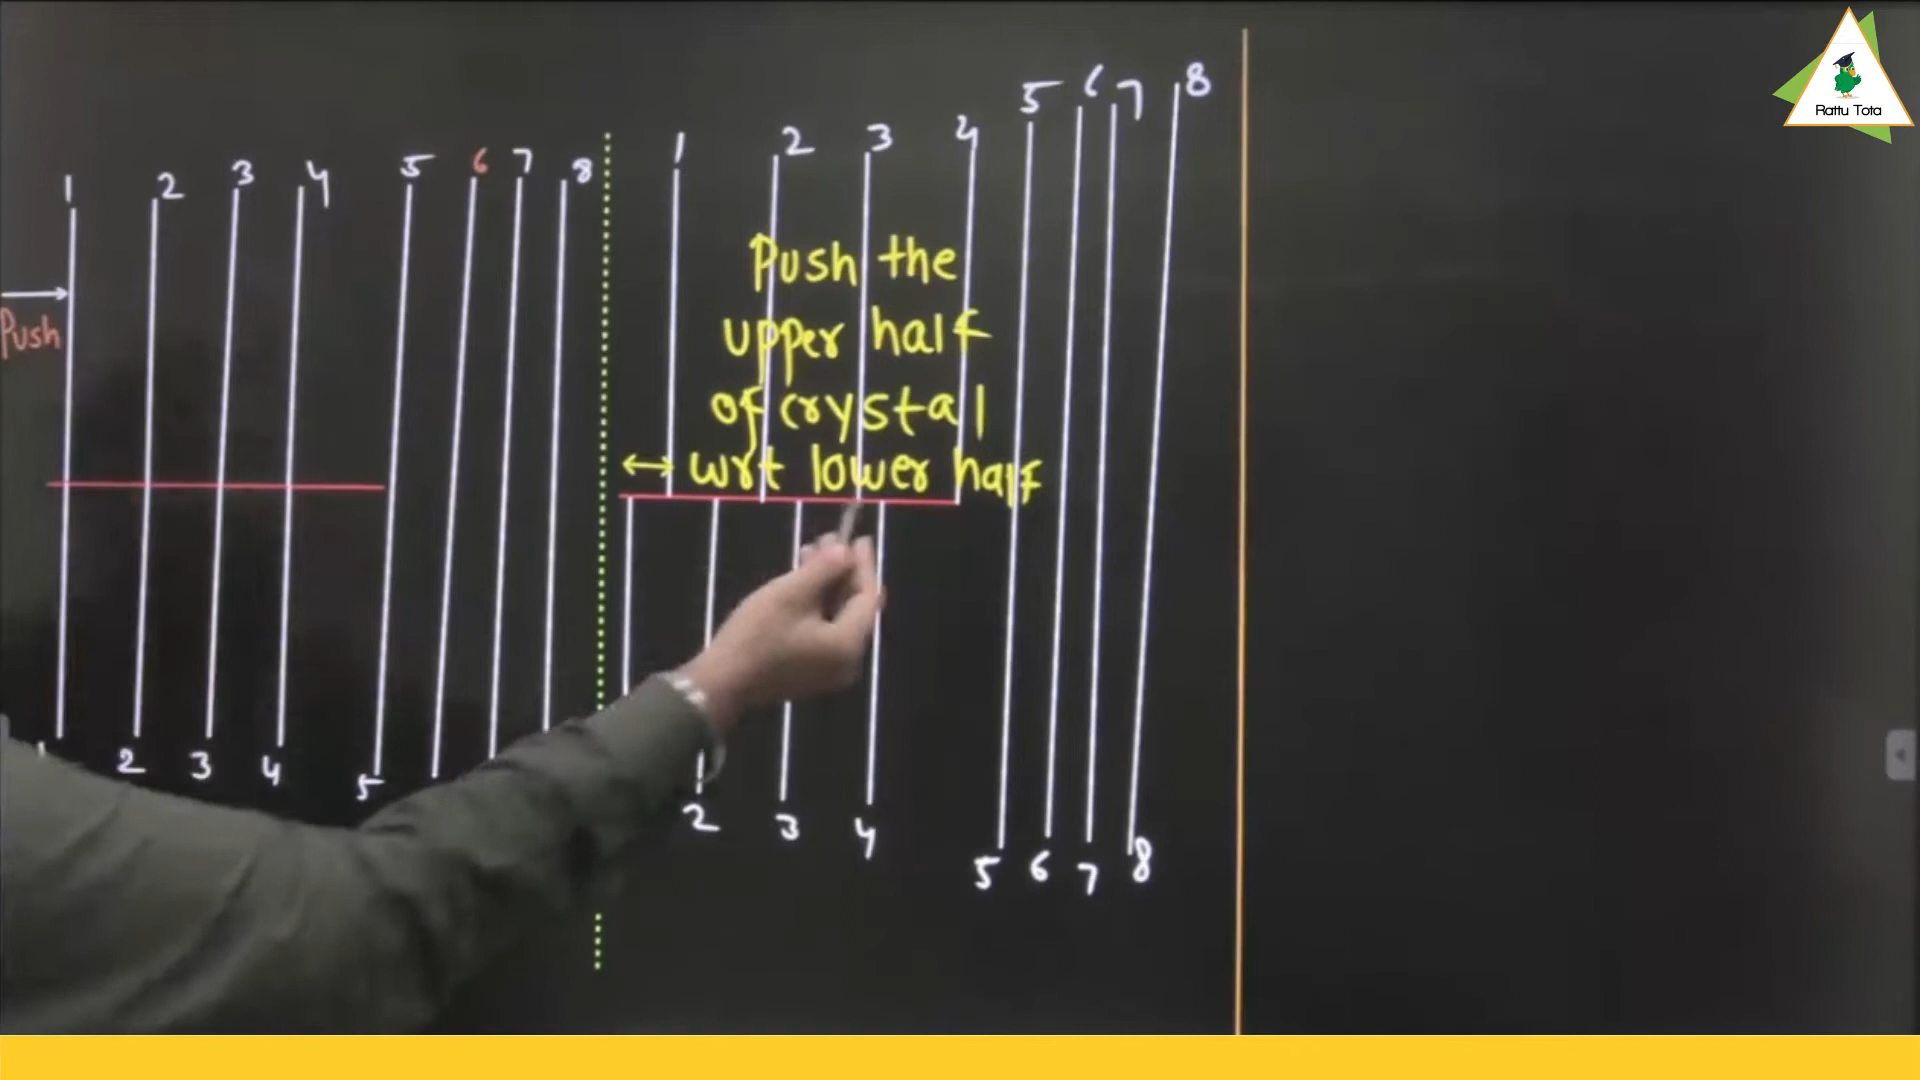 1 2 3 4 5 6 7 8
Push
2 3 4 5
1 2 3 4 5 6 7 8
Push the
upper half
of crystal
wrt lower half
2 3 4 5 6 7 8
Rattu Tota